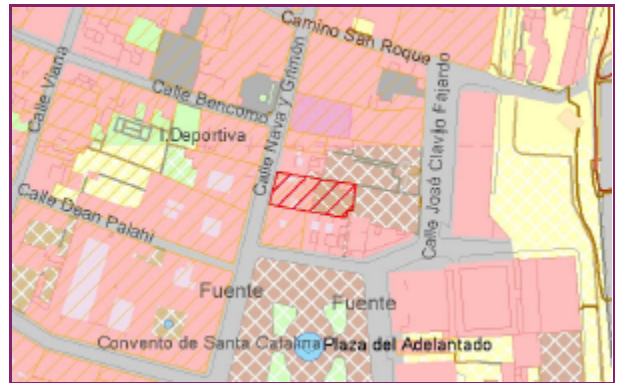 Camino San Roque
Calle Viana
Calle Bencomo
Calle Nava y Grimón
Calle José Clavijo Fajardo
I.Deportiva
Calle Dean Palahi
Fuente
Fuente
Convento de Santa Catalina
Plaza del Adelantado